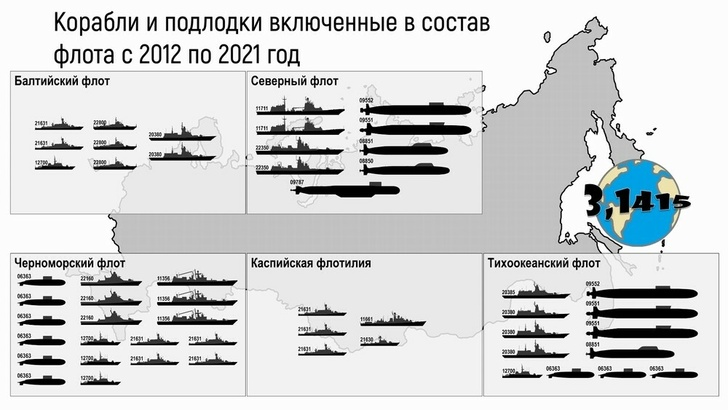 Корабли и подлодки включенные в состав
флота с 2012 по 2021 год
Балтийский флот
21631 22800
21631 22800 20380
12700 22800 20380
Северный флот
11711 09552
11711 09551
22350 08851
22350 08850
09787
3,1415
Черноморский флот
06363 22160 11356
06363 22160 11356
06363 22160 11356
06363 12700 21631 21631
06363 12700 21631 21631
06363 12700
Каспийская флотилия
21631
21631 11661
21631 21630
Тихоокеанский флот
20385 09552
20380 09551
20380 09551
20380 08851
12700 06363 06363 06363